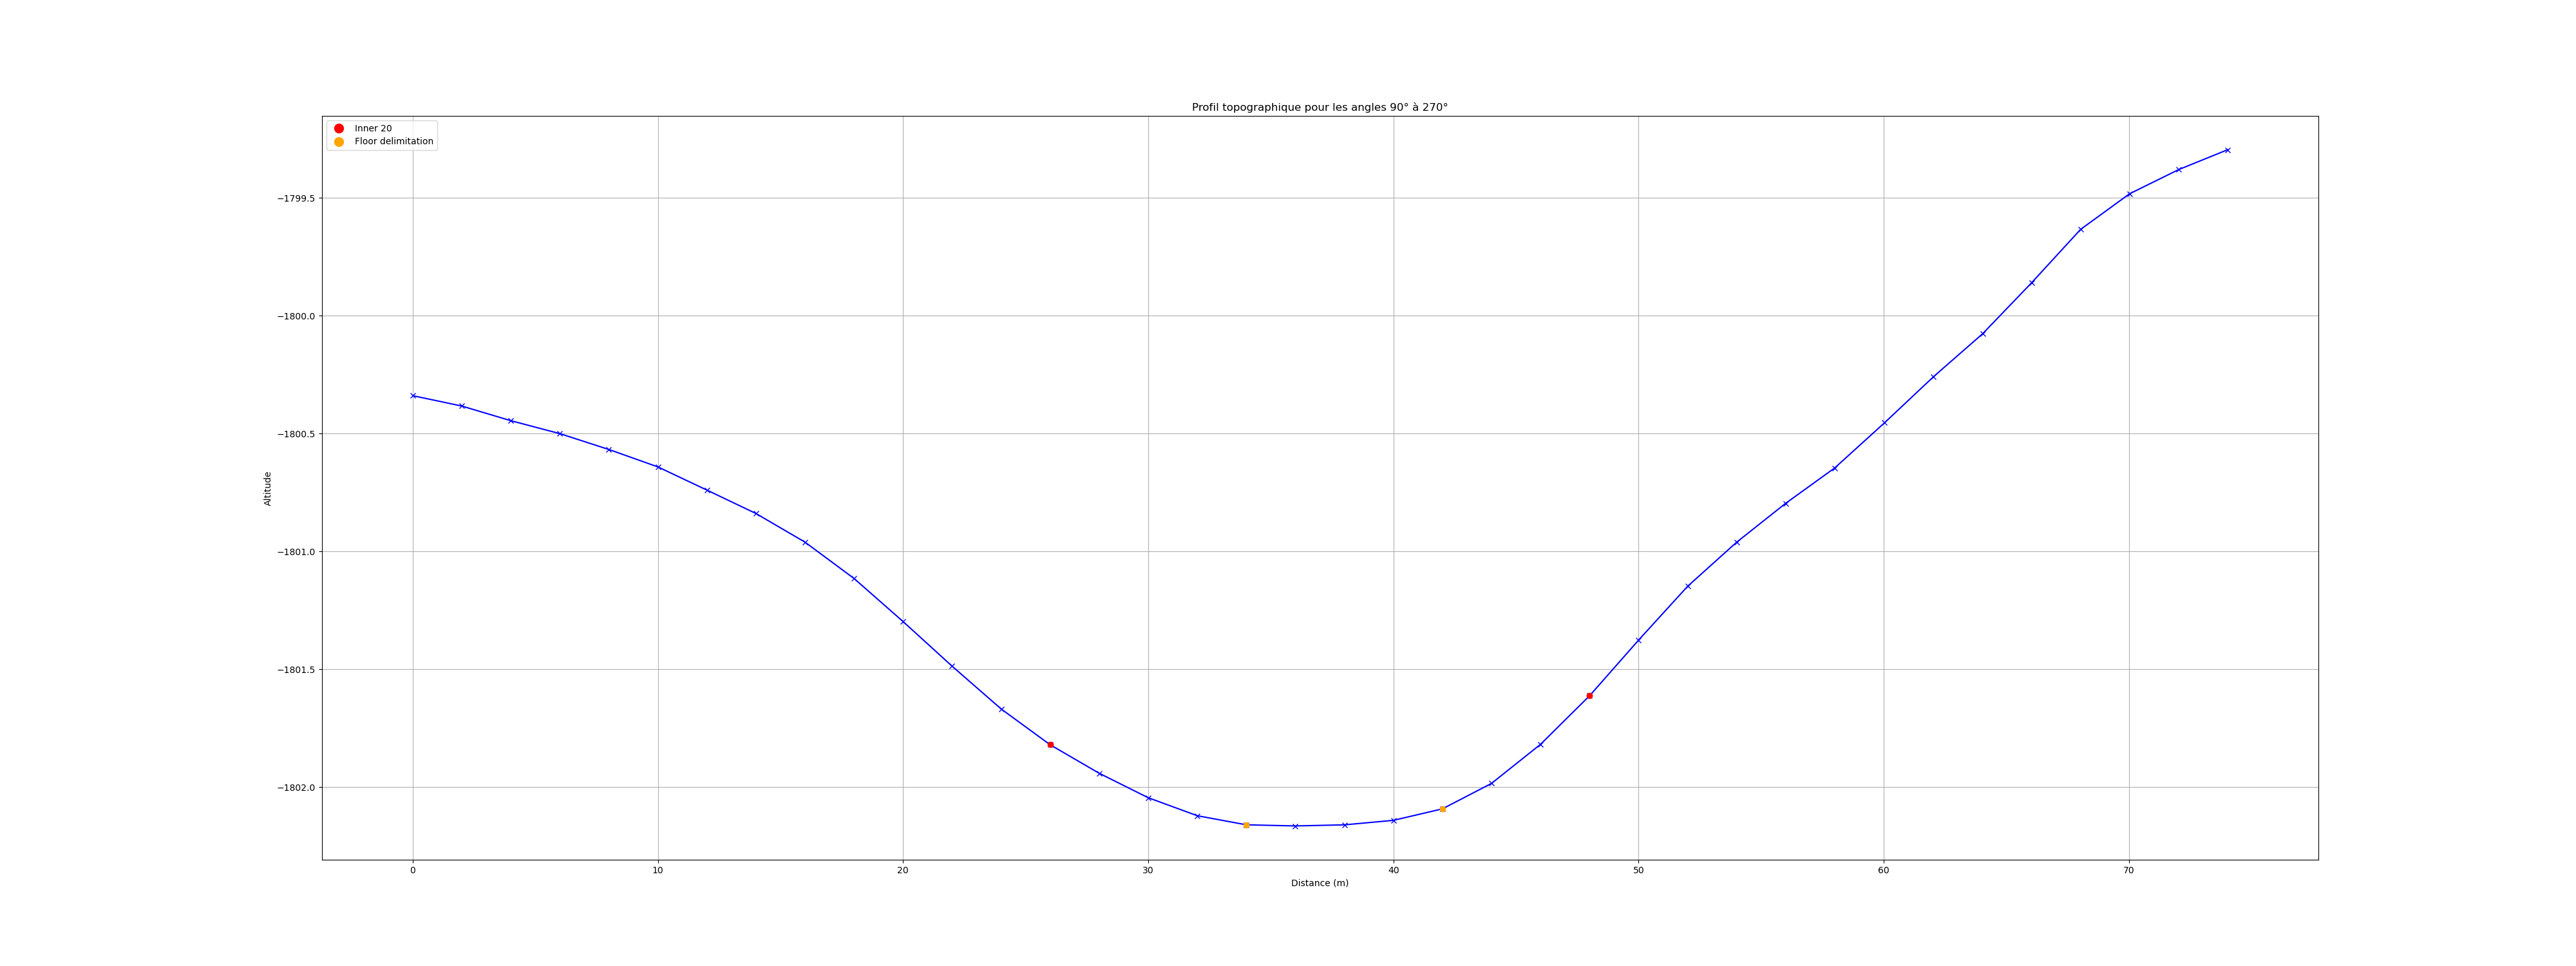 Profil topographique pour les angles 90° à 270°
Inner 20
Floor delimitation
−1799.5
−1800.0
−1800.5
−1801.0
−1801.5
−1802.0
Altitude
0 10 20 30 40 50 60 70
Distance (m)